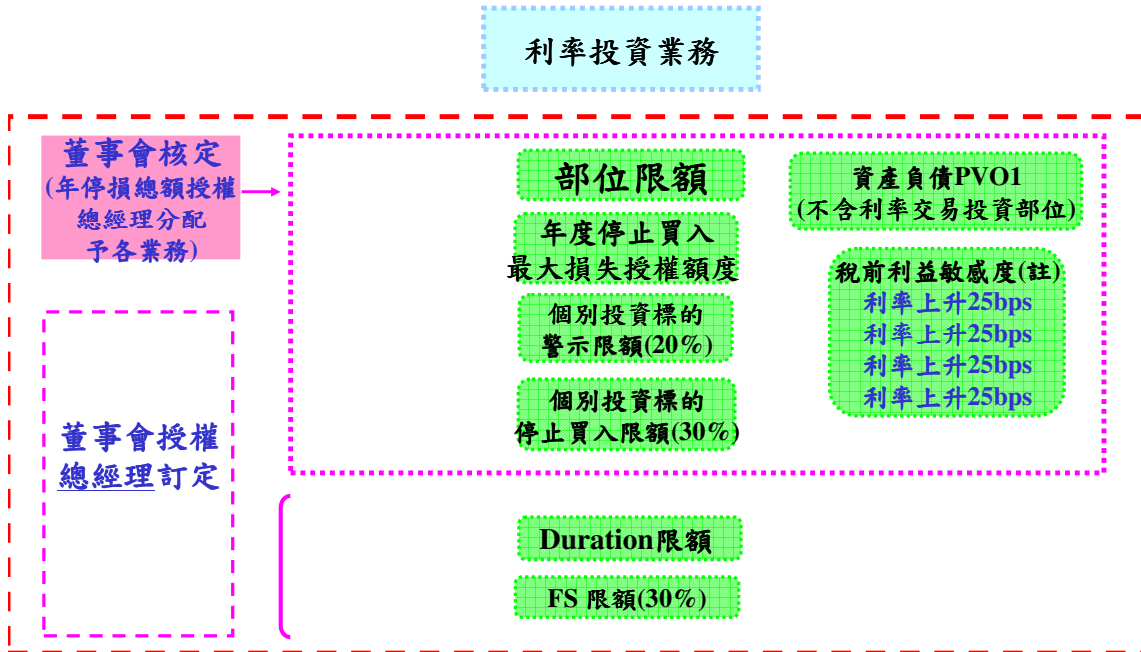 利率投資業務
董事會核定
(年停損總額授權
總經理分配
予各業務)
部位限額
年度停止買入
最大損失授權額度
個別投資標的
警示限額(20%)
個別投資標的
停止買入限額(30%)
資產負債PVO1
(不含利率交易投資部位)
稅前利益敏感度(註)
利率上升25bps
利率上升25bps
利率上升25bps
利率上升25bps
董事會授權
總經理訂定
Duration限額
FS 限額(30%)